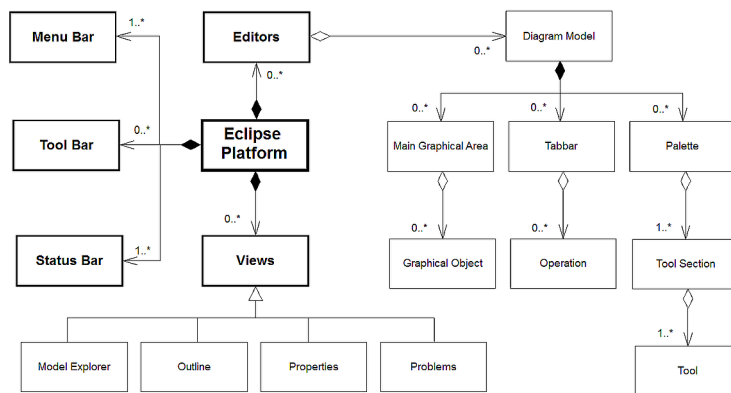 1..*
Menu Bar
Editors
0..*
Diagram Model
0..*
0..*
Tool Bar
Eclipse
Platform
0..*
0..*
0..*
Main Graphical Area
Tabbar
Palette
0..*
1..*
0..*
0..*
1..*
Status Bar
Views
Graphical Object
Operation
Tool Section
1..*
Model Explorer
Outline
Properties
Problems
Tool